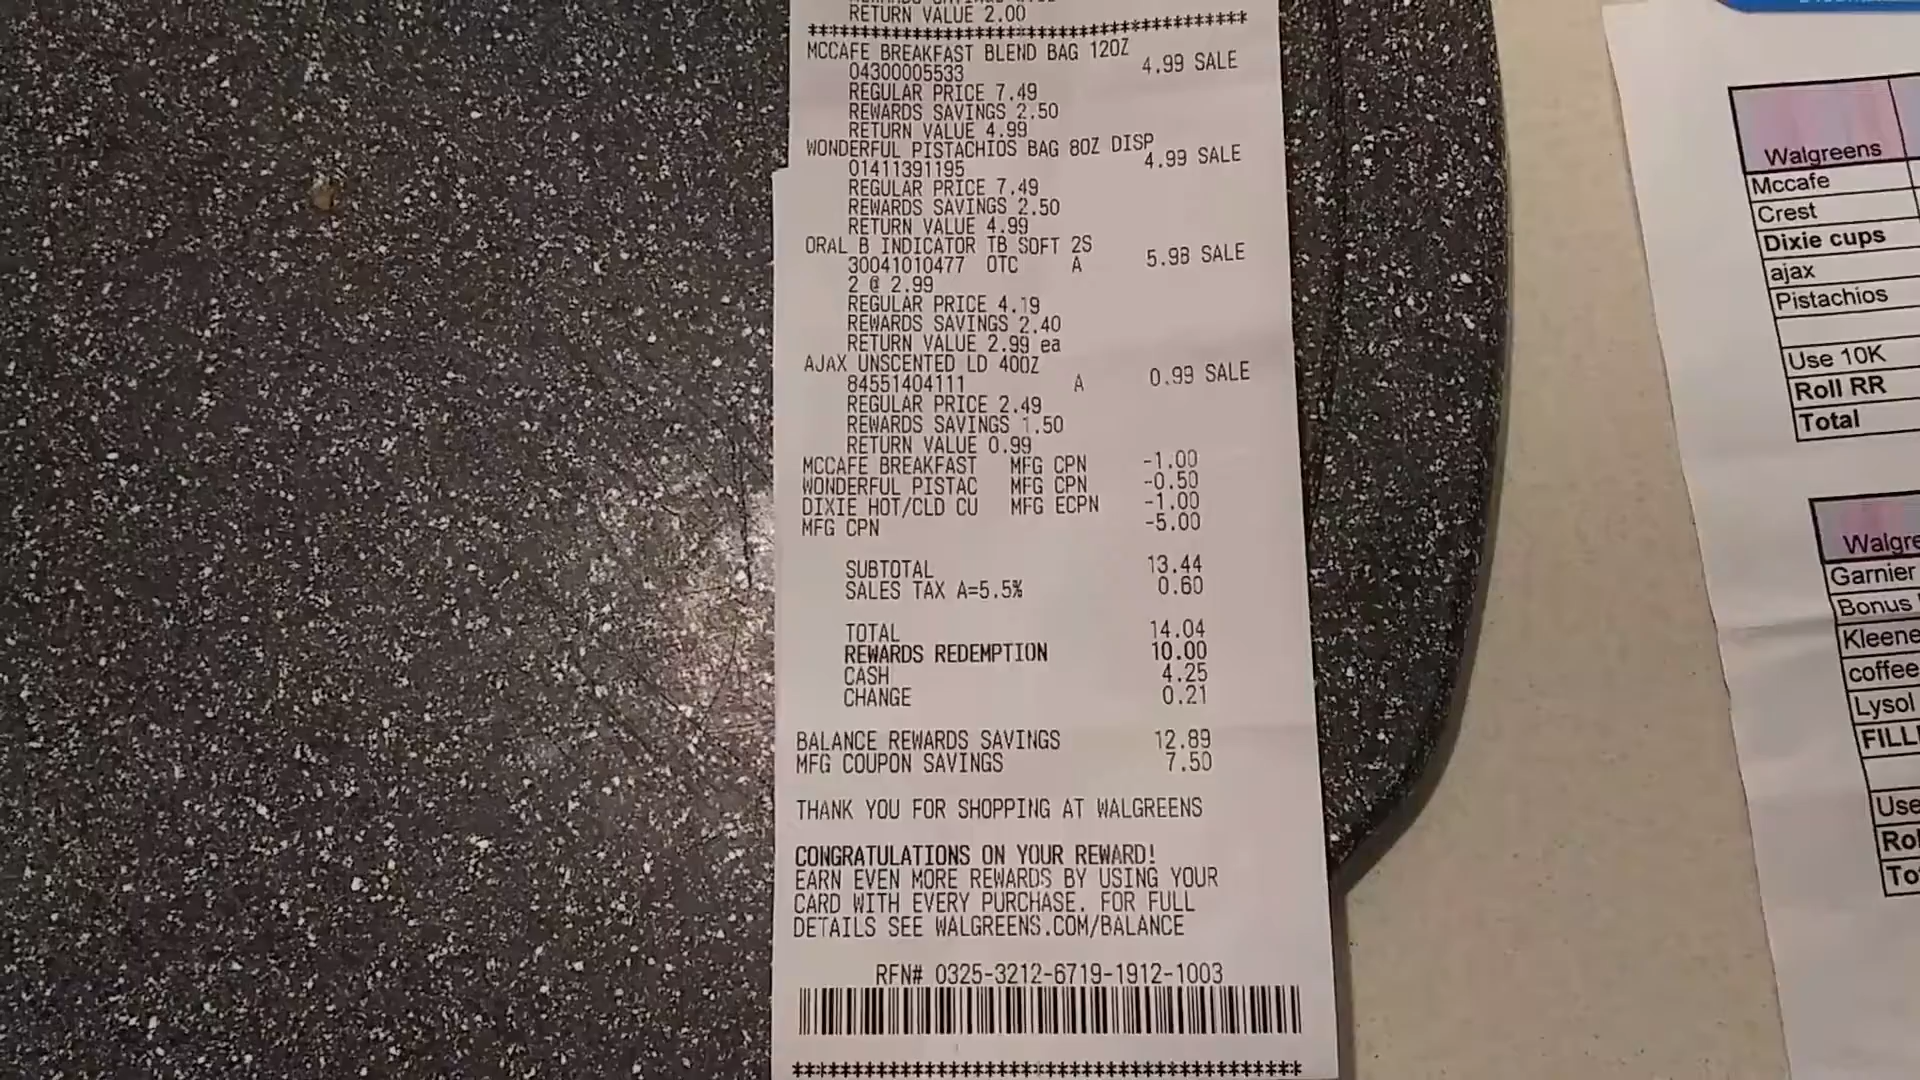 RETURN VALUE 2.00
****************************************
MCCAFE BREAKFAST BLEND BAG 12OZ
04300005533 4.99 SALE
REGULAR PRICE 7.49
REWARDS SAVINGS 2.50
RETURN VALUE 4.99
WONDERFUL PISTACHIOS BAG 8OZ DISP
01411391195 4.99 SALE
REGULAR PRICE 7.49
REWARDS SAVINGS 2.50
RETURN VALUE 4.99
ORAL B INDICATOR TB SOFT 2S
30041010477 OTC A 5.98 SALE
2 @ 2.99
REGULAR PRICE 4.19
REWARDS SAVINGS 2.40
RETURN VALUE 2.99 ea
AJAX UNSCENTED LD 40OZ
84551404111 A 0.99 SALE
REGULAR PRICE 2.49
REWARDS SAVINGS 1.50
RETURN VALUE 0.99
MCCAFE BREAKFAST MFG CPN -1.00
WONDERFUL PISTAC MFG CPN -0.50
DIXIE HOT/CLD CU MFG ECPN -1.00
MFG CPN -5.00
SUBTOTAL 13.44
SALES TAX A=5.5% 0.60
TOTAL 14.04
REWARDS REDEMPTION 10.00
CASH 4.25
CHANGE 0.21
BALANCE REWARDS SAVINGS 12.89
MFG COUPON SAVINGS 7.50
THANK YOU FOR SHOPPING AT WALGREENS
CONGRATULATIONS ON YOUR REWARD!
EARN EVEN MORE REWARDS BY USING YOUR
CARD WITH EVERY PURCHASE. FOR FULL
DETAILS SEE WALGREENS.COM/BALANCE
RFN# 0325-3212-6719-1912-1003
****************************************
Walgreens
Mccafe
Crest
Dixie cups
ajax
Pistachios
Use 10K
Roll RR
Total
Walgre
Garnier
Bonus
Kleene
coffee
Lysol
FILL
Use
Rol
To